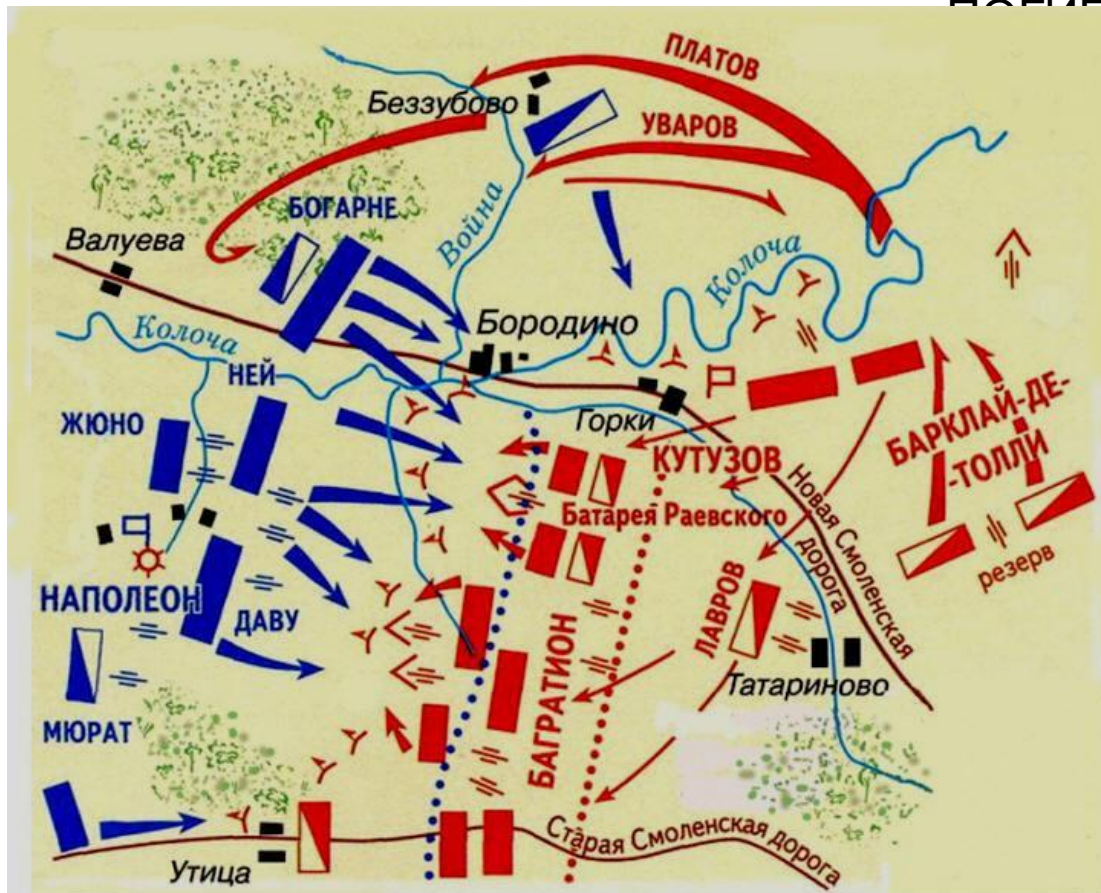 ПЛАТОВ
Беззубово
УВАРОВ
БОГАРНЕ
Война
Валуева
Колоча
Колоча
Бородино
НЕЙ
ЖЮНО
Горки
КУТУЗОВ
БАРКЛАЙ-ДЕ-
-ТОЛЛИ
Новая Смоленская
дорога
Батарея Раевского
резерв
НАПОЛЕОН
ДАВУ
ЛАВРОВ
БАГРАТИОН
Татариново
МЮРАТ
Старая Смоленская дорога
Утица